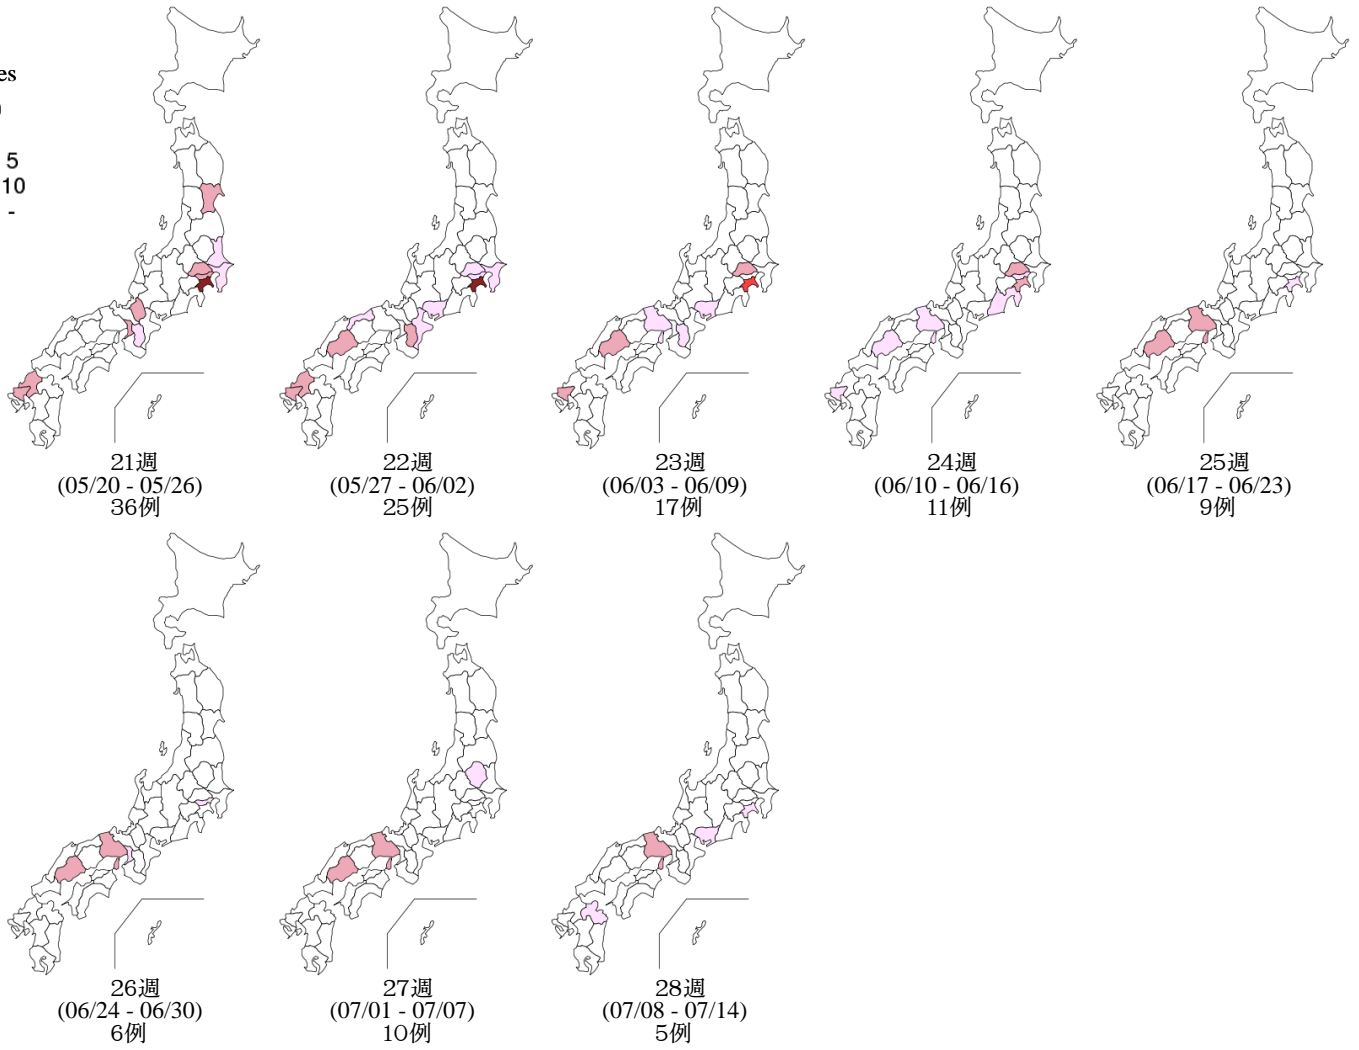 es
5
10
-
21週
(05/20 - 05/26)
36例
22週
(05/27 - 06/02)
25例
23週
(06/03 - 06/09)
17例
24週
(06/10 - 06/16)
11例
25週
(06/17 - 06/23)
9例
26週
(06/24 - 06/30)
6例
27週
(07/01 - 07/07)
10例
28週
(07/08 - 07/14)
5例